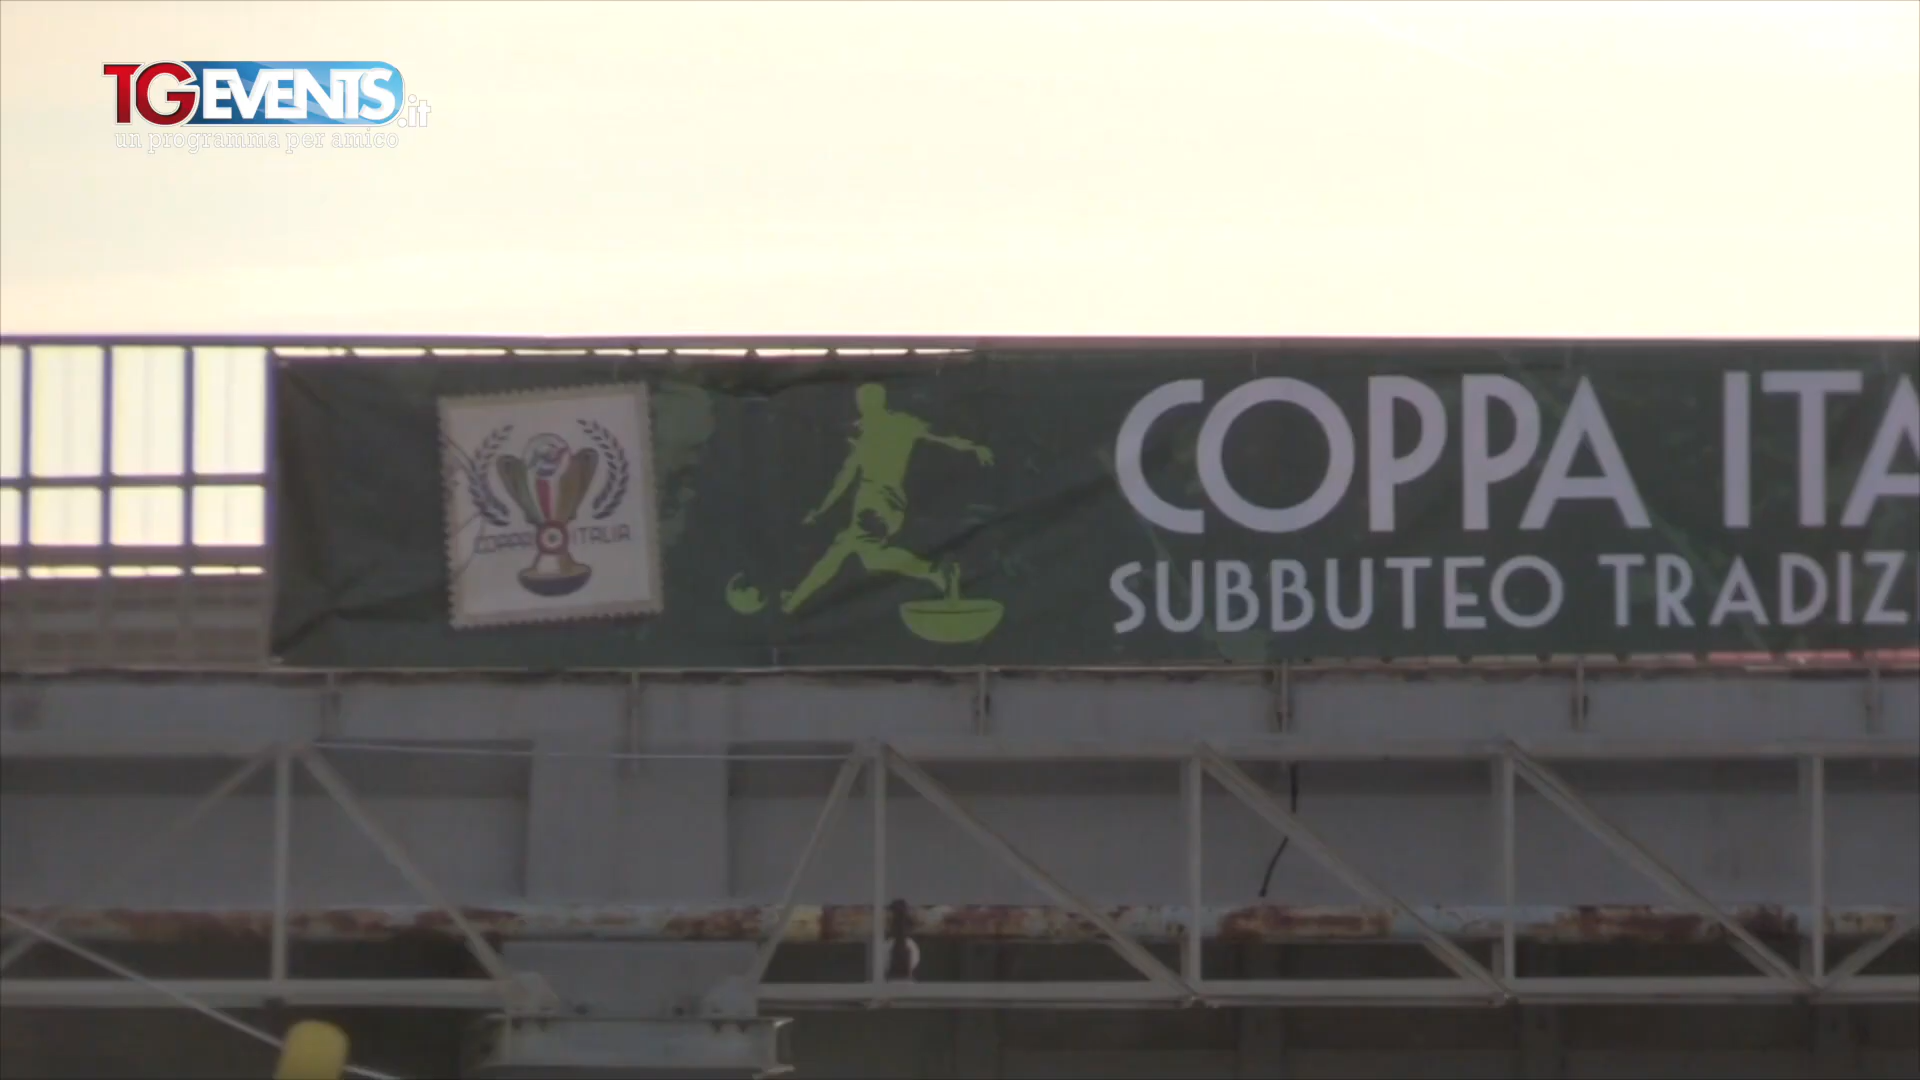 TGEVENTS.it
un programma per amico
COPPA ITA
SUBBUTEO TRADIZ
COPPA ITALIA